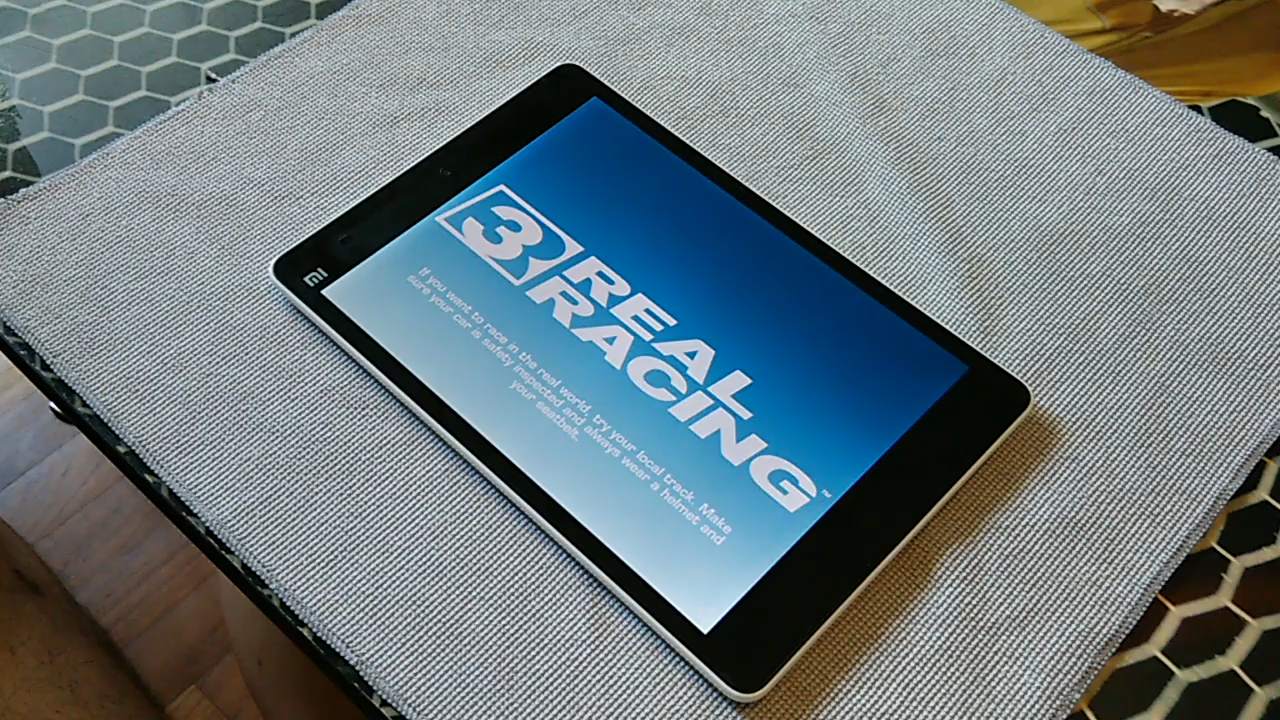 mi
3R
REAL
RACING™
If you want to race in the real world, try your local track. Make
sure your car is safety inspected and always wear a helmet and
your seatbelt.